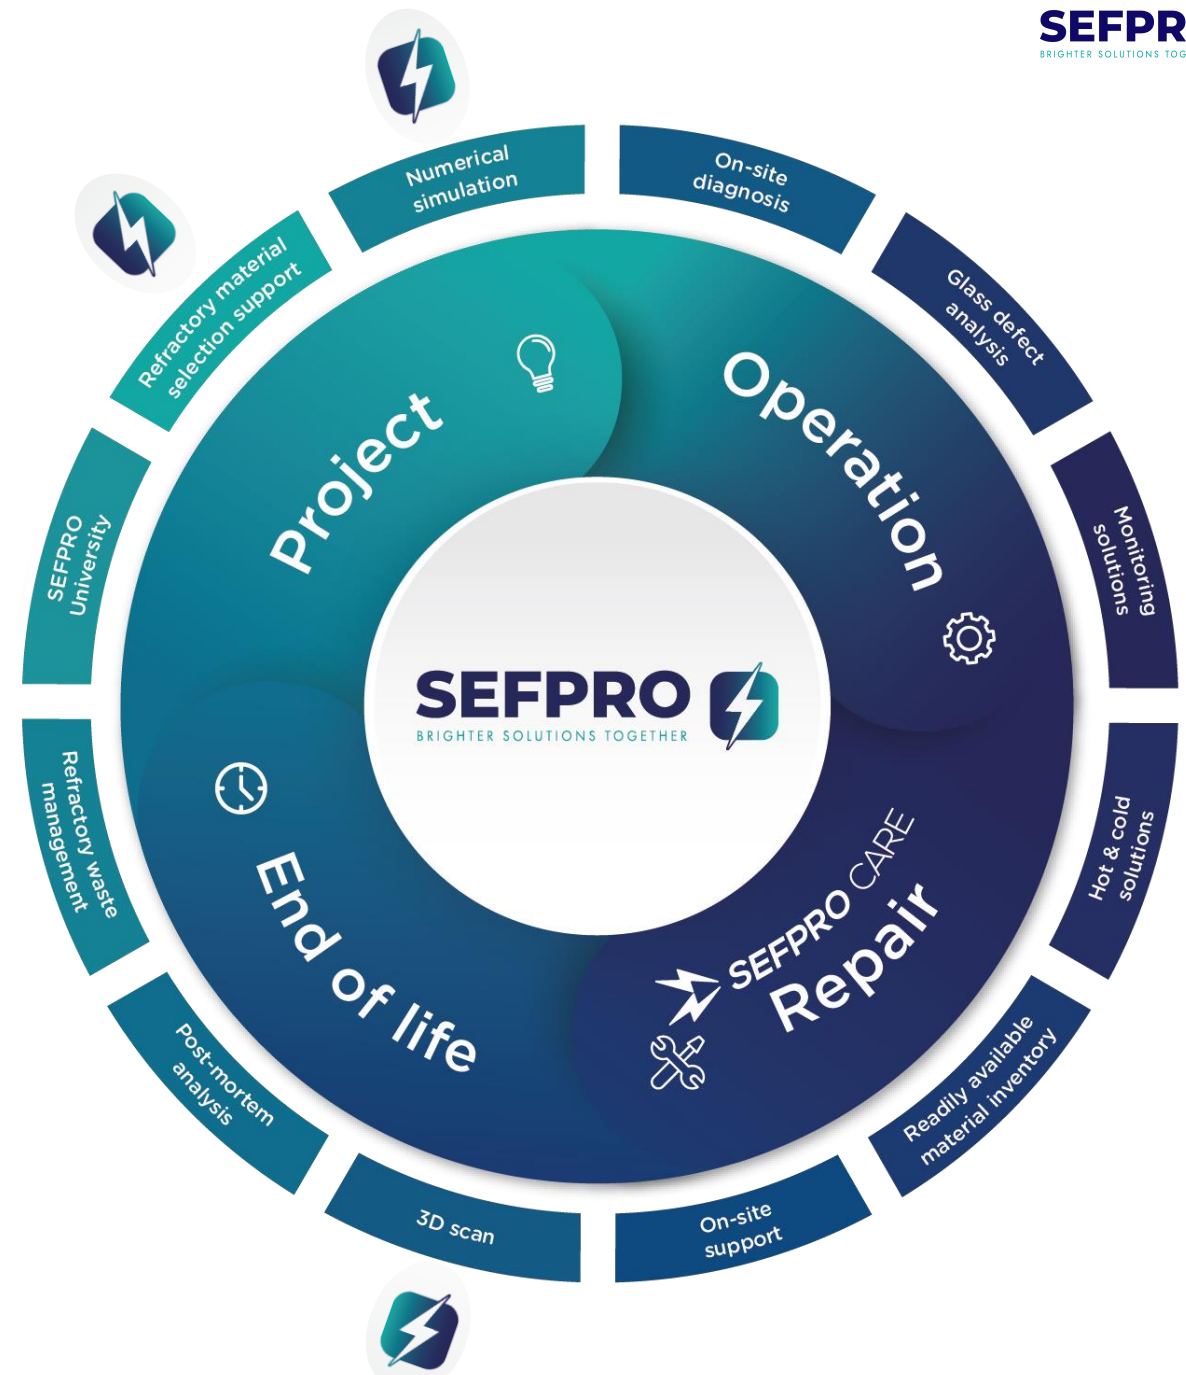 SEFPR
BRIGHTER SOLUTIONS TOG
Numerical
simulation
On-site
diagnosis
Glass defect
analysis
Monitoring
solutions
Hot & cold
solutions
Readily available
material inventory
On-site
support
3D scan
Post-mortem
analysis
Refractory waste
management
SEFPRO
University
Refractory material
selection support
Project
Operation
SEFPRO CARE
Repair
End of life
SEFPRO
BRIGHTER SOLUTIONS TOGETHER